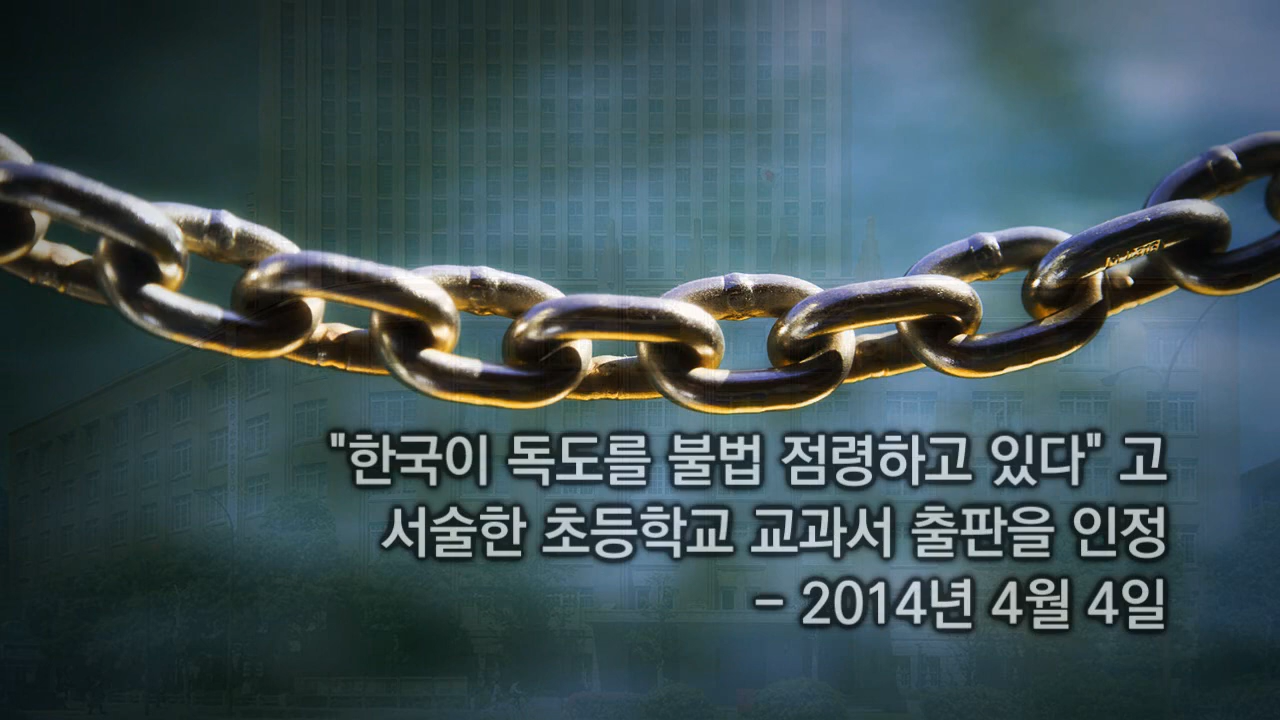 "한국이 독도를 불법 점령하고 있다" 고
서술한 초등학교 교과서 출판을 인정
- 2014년 4월 4일